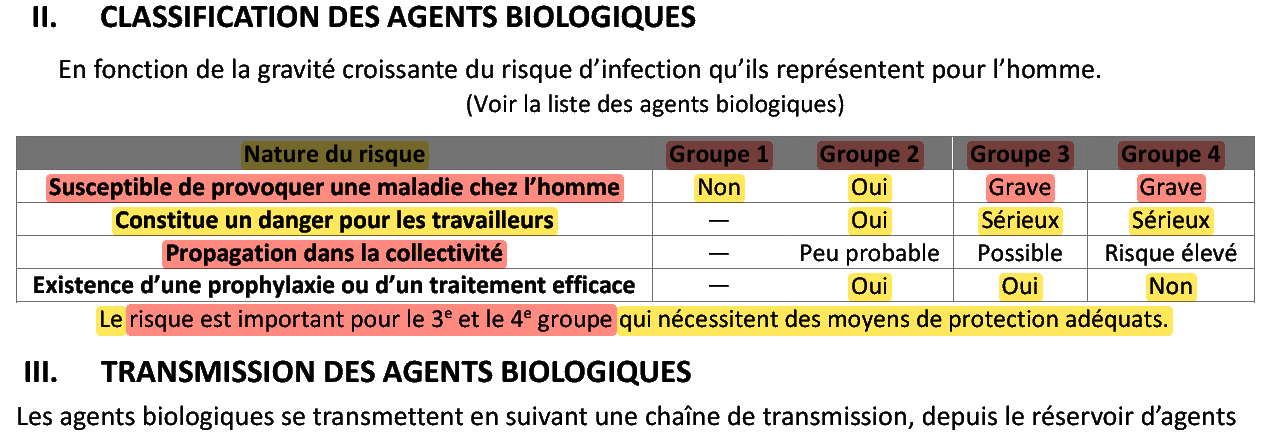 II. CLASSIFICATION DES AGENTS BIOLOGIQUES
En fonction de la gravité croissante du risque d’infection qu’ils représentent pour l’homme.
(Voir la liste des agents biologiques)
Nature du risque Groupe 1 Groupe 2 Groupe 3 Groupe 4
Susceptible de provoquer une maladie chez l’homme Non Oui Grave Grave
Constitue un danger pour les travailleurs — Oui Sérieux Sérieux
Propagation dans la collectivité — Peu probable Possible Risque élevé
Existence d’une prophylaxie ou d’un traitement efficace — Oui Oui Non
Le risque est important pour le 3e et le 4e groupe qui nécessitent des moyens de protection adéquats.
III. TRANSMISSION DES AGENTS BIOLOGIQUES
Les agents biologiques se transmettent en suivant une chaîne de transmission, depuis le réservoir d’agents